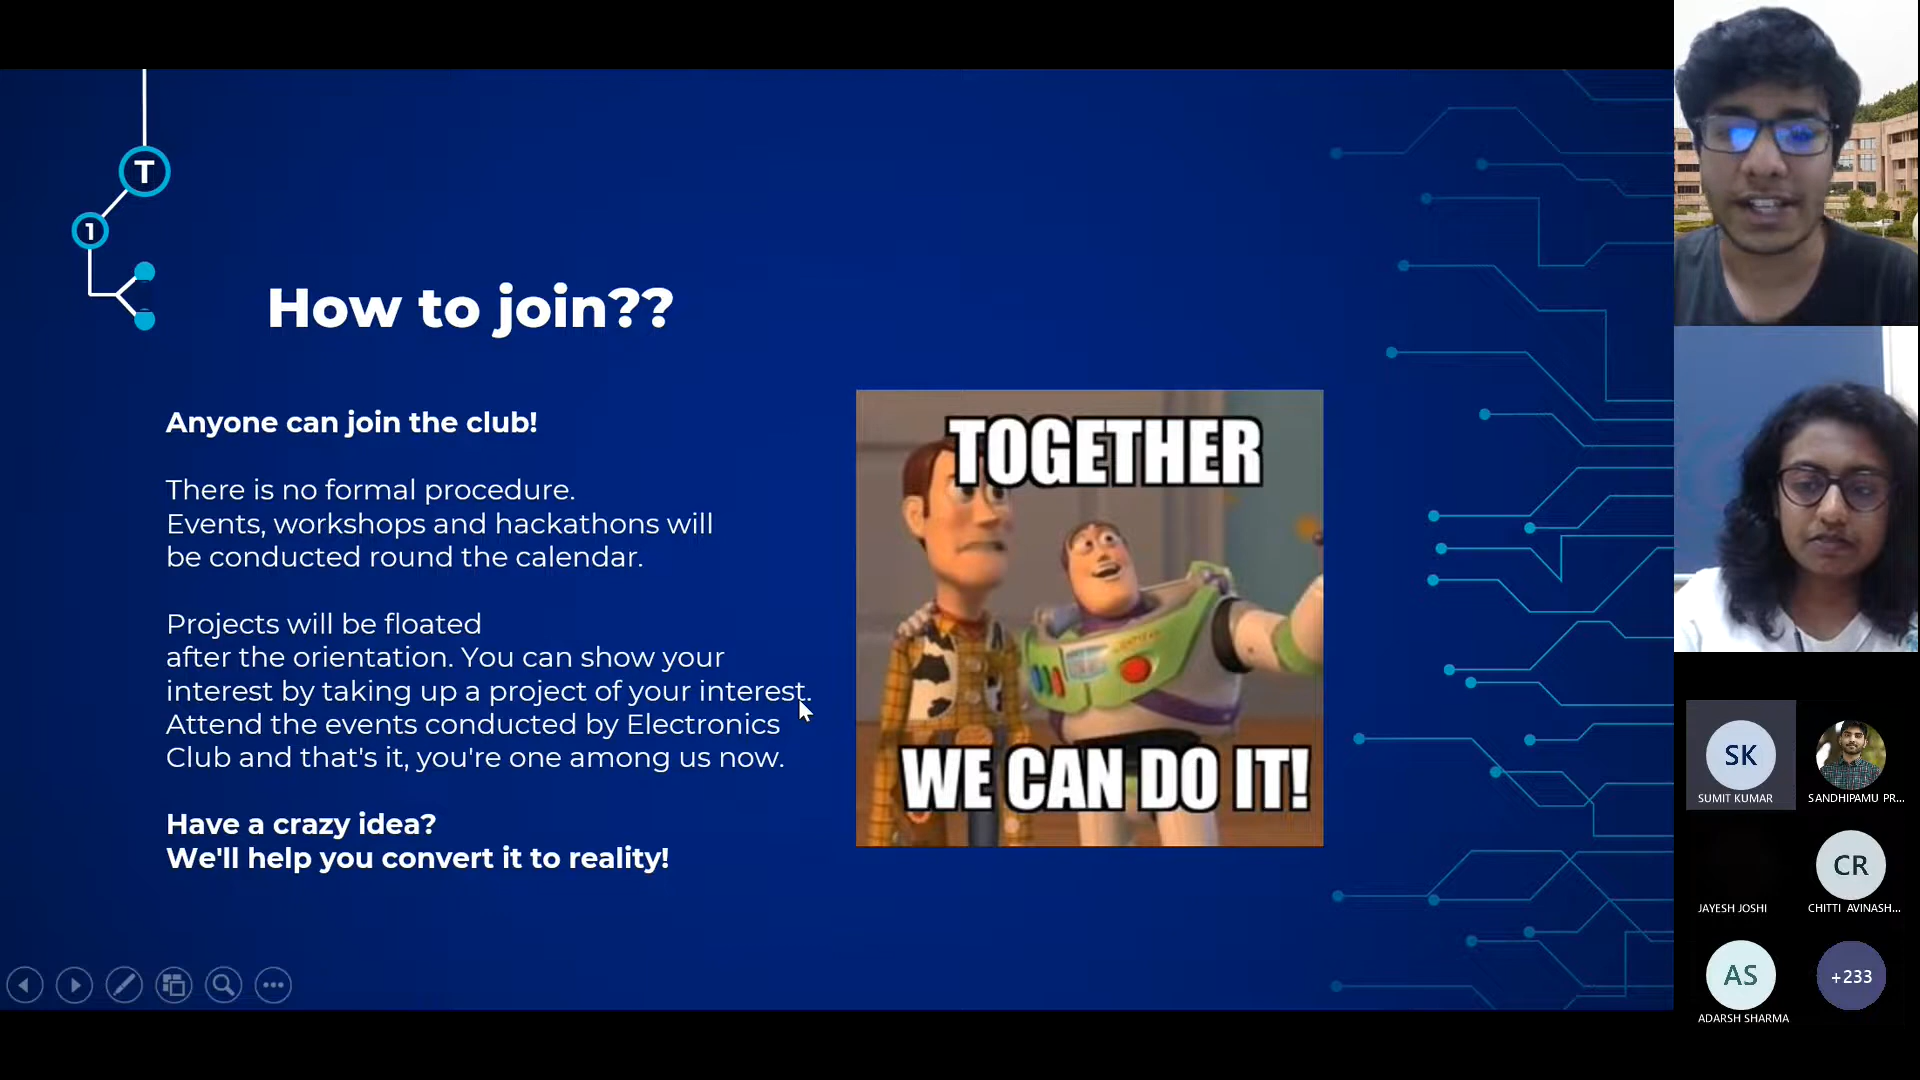 T
1
How to join??
Anyone can join the club!
There is no formal procedure.
Events, workshops and hackathons will
be conducted round the calendar.
Projects will be floated
after the orientation. You can show your
interest by taking up a project of your interest.
Attend the events conducted by Electronics
Club and that's it, you're one among us now.
Have a crazy idea?
We'll help you convert it to reality!
TOGETHER
WE CAN DO IT!
SK
SUMIT KUMAR
SANDHIPAMU PR...
JAYESH JOSHI
CR
CHITTI AVINASH...
AS
ADARSH SHARMA
+233